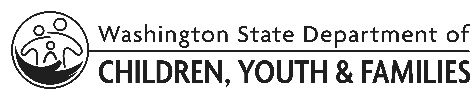 Washington State Department of
CHILDREN, YOUTH & FAMILIES